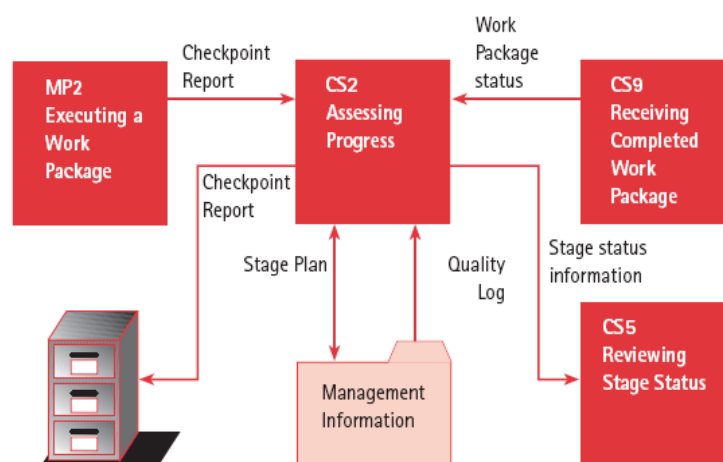 Checkpoint
Report
Work
Package
status
MP2
Executing a
Work
Package
CS2
Assessing
Progress
CS9
Receiving
Completed
Work
Package
Checkpoint
Report
Stage Plan
Quality
Log
Stage status
information
CS5
Reviewing
Stage Status
Management
Information